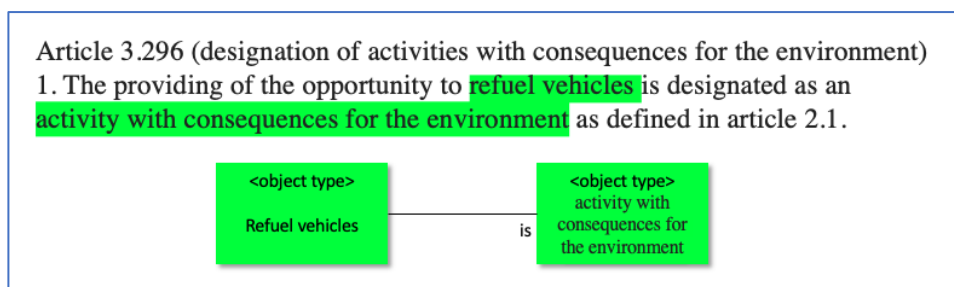 Article 3.296 (designation of activities with consequences for the environment)
1. The providing of the opportunity to refuel vehicles is designated as an
activity with consequences for the environment as defined in article 2.1.
<object type>
Refuel vehicles
is
<object type>
activity with
consequences for
the environment